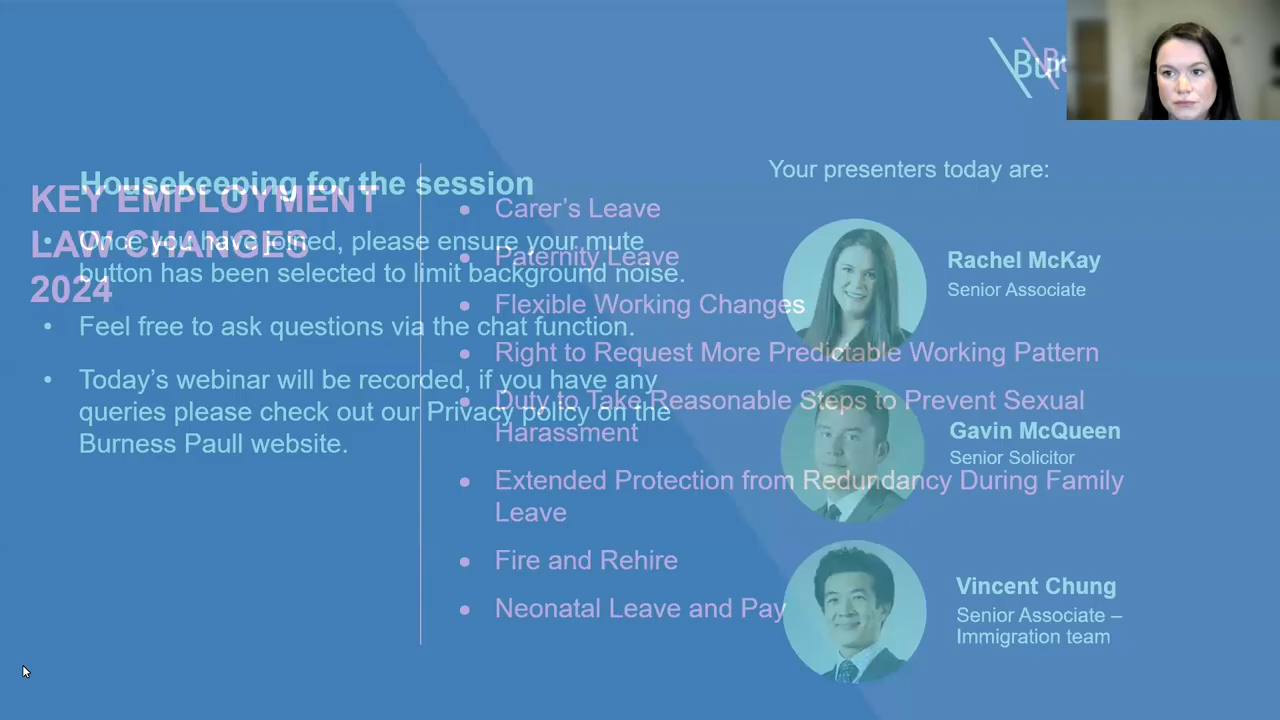 Housekeeping for the session
• Once you have joined, please ensure your mute
button has been selected to limit background noise.
• Feel free to ask questions via the chat function.
• Today's webinar will be recorded, if you have any
queries please check out our Privacy policy on the
Burness Paull website.
Your presenters today are:
Rachel McKay
Senior Associate
Gavin McQueen
Senior Solicitor
Vincent Chung
Senior Associate –
Immigration team
KEY EMPLOYMENT
LAW CHANGES
2024
• Carer's Leave
• Paternity Leave
• Flexible Working Changes
• Right to Request More Predictable Working Pattern
• Duty to Take Reasonable Steps to Prevent Sexual
Harassment
• Extended Protection from Redundancy During Family
Leave
• Fire and Rehire
• Neonatal Leave and Pay